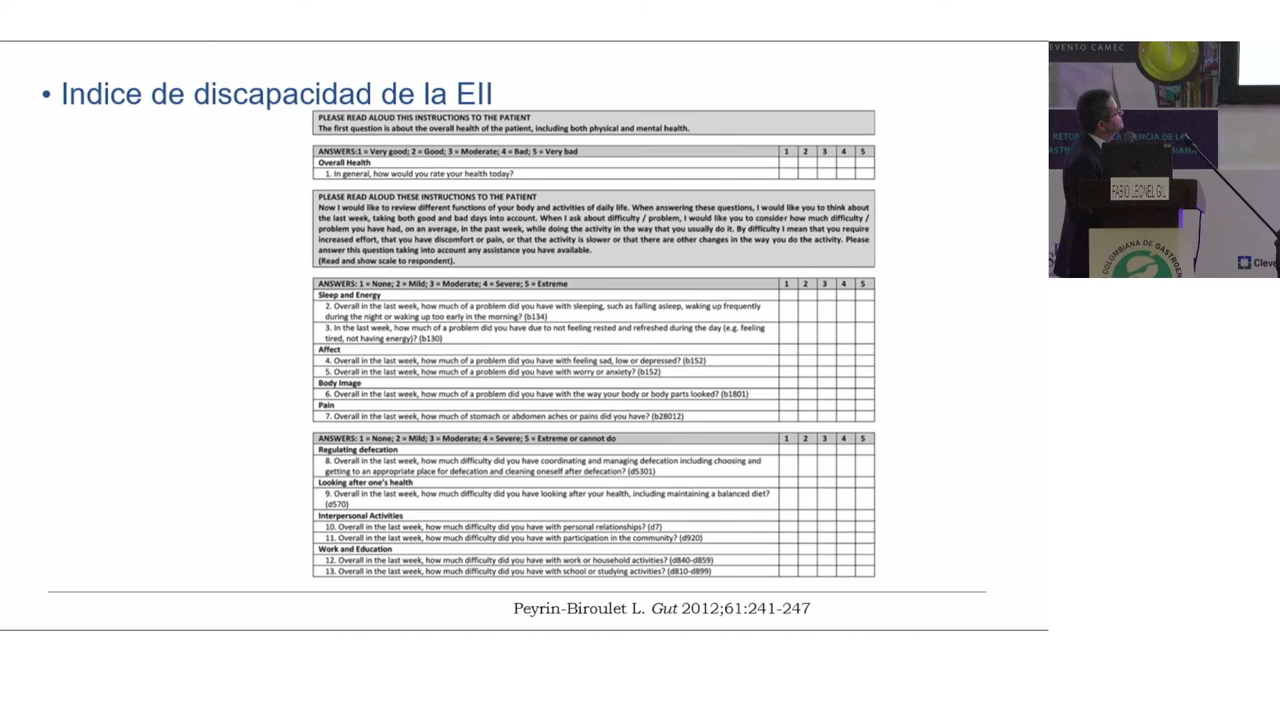 • Indice de discapacidad de la EII
PLEASE READ ALOUD THIS INSTRUCTIONS TO THE PATIENT
The first question is about the overall health of the patient, including both physical and mental health.
ANSWERS:1 = Very good; 2 = Good; 3 = Moderate; 4 = Bad; 5 = Very bad 1 2 3 4 5
Overall Health
1. In general, how would you rate your health today?
PLEASE READ ALOUD THESE INSTRUCTIONS TO THE PATIENT
Now I would like to review different functions of your body and activities of daily life. When answering these questions, I would like you to think about
the last week, taking both good and bad days into account. When I ask about difficulty / problem, I would like you to consider how much difficulty /
problem you have had, on an average, in the past week, while doing the activity in the way that you usually do it. By difficulty I mean that you require
increased effort, that you have discomfort or pain, or that the activity is slower or that there are other changes in the way you do the activity. Please
answer this question taking into account any assistance you have available.
(Read and show scale to respondent).
ANSWERS: 1 = None; 2 = Mild; 3 = Moderate; 4 = Severe; 5 = Extreme 1 2 3 4 5
Sleep and Energy
2. Overall in the last week, how much of a problem did you have with sleeping, such as falling asleep, waking up frequently
during the night or waking up too early in the morning? (b134)
3. In the last week, how much of a problem did you have due to not feeling rested and refreshed during the day (e.g. feeling
tired, not having energy)? (b130)
Affect
4. Overall in the last week, how much of a problem did you have with feeling sad, low or depressed? (b152)
5. Overall in the last week, how much of a problem did you have with worry or anxiety? (b152)
Body Image
6. Overall in the last week, how much of a problem did you have with the way your body or body parts looked? (b1801)
Pain
7. Overall in the last week, how much of stomach or abdomen aches or pains did you have? (b28012)
ANSWERS: 1 = None; 2 = Mild; 3 = Moderate; 4 = Severe; 5 = Extreme or cannot do 1 2 3 4 5
Regulating defecation
8. Overall in the last week, how much difficulty did you have coordinating and managing defecation including choosing and
getting to an appropriate place for defecation and cleaning oneself after defecation? (d5301)
Looking after one's health
9. Overall in the last week, how much difficulty did you have looking after your health, including maintaining a balanced diet?
(d570)
Interpersonal Activities
10. Overall in the last week, how much difficulty did you have with personal relationships? (d7)
11. Overall in the last week, how much difficulty did you have with participation in the community? (d920)
Work and Education
12. Overall in the last week, how much difficulty did you have with work or household activities? (d840-d859)
13. Overall in the last week, how much difficulty did you have with school or studying activities? (d810-d899)
Peyrin-Biroulet L. Gut 2012;61:241-247
EVENTO CAMEC
FABIO LEONEL GIL
COLOMBIANA DE GASTROEN
Cleve